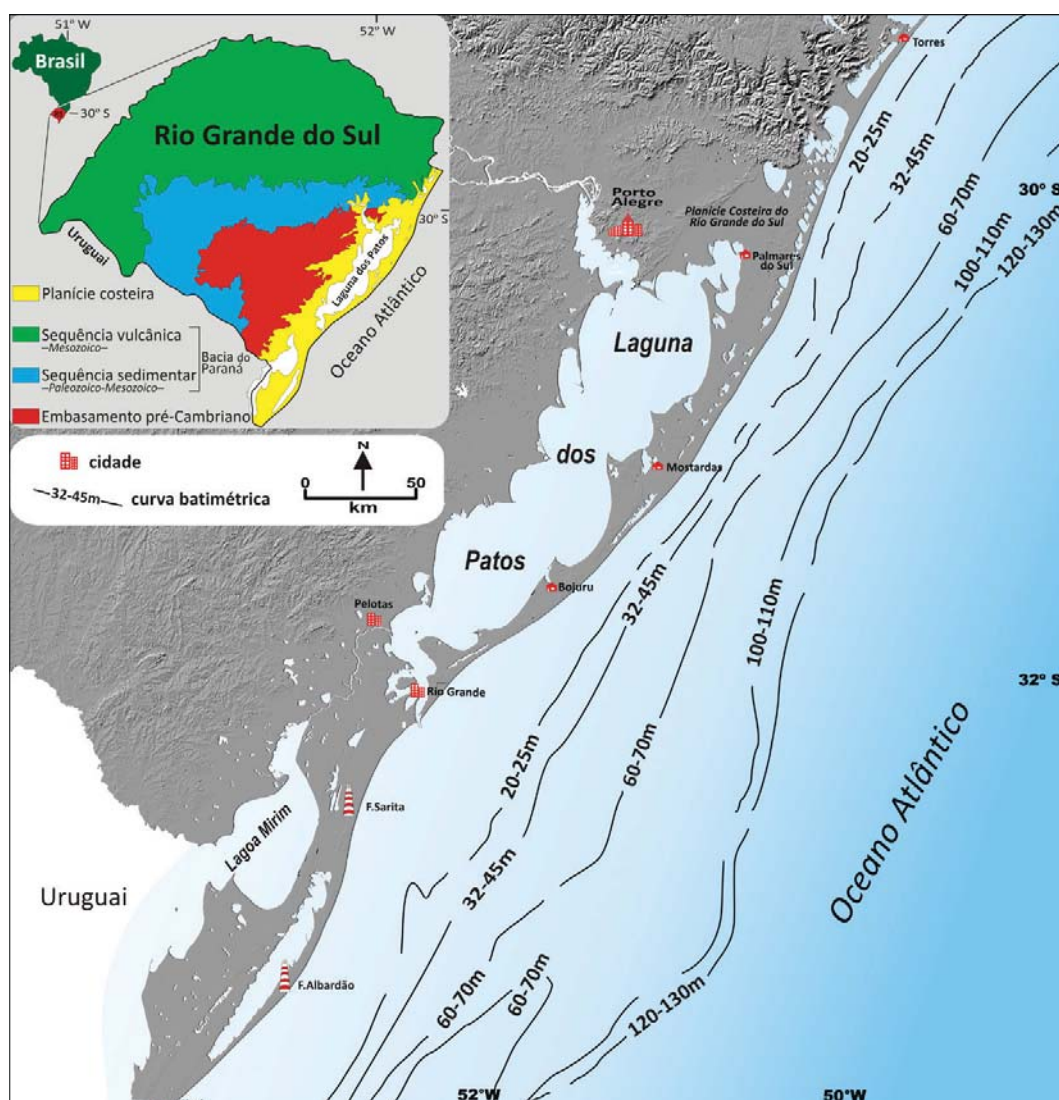 51° W
52° W
Brasil
RS
30° S
Rio Grande do Sul
30° S
Uruguai
Laguna dos Patos
Oceano Atlântico
Planície costeira
Sequência vulcânica
–Mesozoico–
Sequência sedimentar
–Paleozoico-Mesozoico–
Bacia do
Paraná
Embasamento pré-Cambriano
cidade
32-45m
curva batimétrica
N
0
50
km
Torres
20-25m
32-45m
60-70m
100-110m
120-130m
30° S
Porto
Alegre
Planície Costeira do
Rio Grande do Sul
Palmares
do Sul
Laguna
dos
Patos
Mostardas
Bojuru
Pelotas
Rio Grande
32-45m
100-110m
32° S
20-25m
60-70m
F.Sarita
Lagoa Mirim
Uruguai
32-45m
F.Albardão
60-70m
60-70m
120-130m
Oceano Atlântico
52°W
50°W